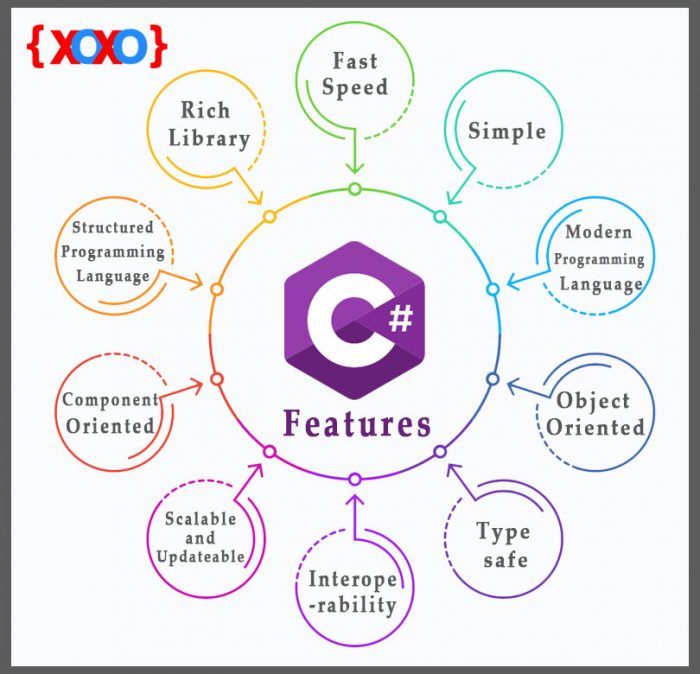 {XOXO}
Fast
Speed
Simple
Modern
Programming
Language
Object
Oriented
Type
safe
Interope
-rability
Scalable
and
Updateable
Component
Oriented
Structured
Programming
Language
Rich
Library
C#
Features